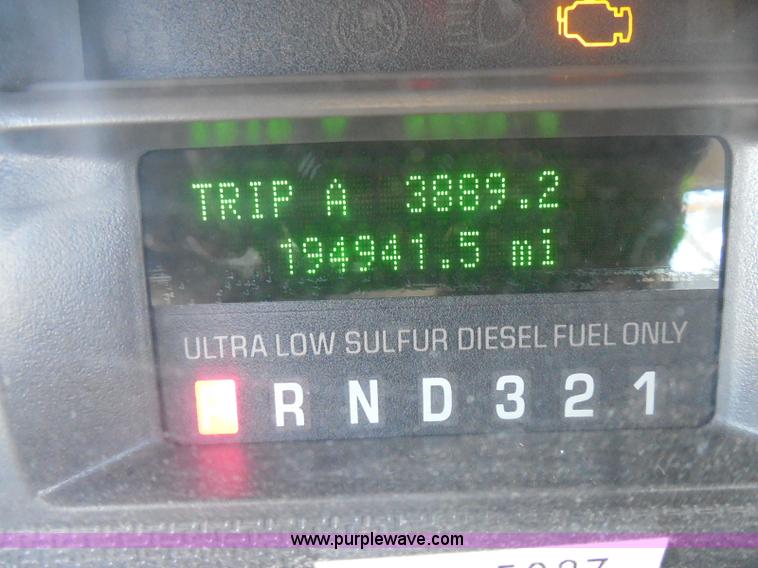 TRIP A 3889.2
194941.5 mi
ULTRA LOW SULFUR DIESEL FUEL ONLY
P R N D 3 2 1
www.purplewave.com